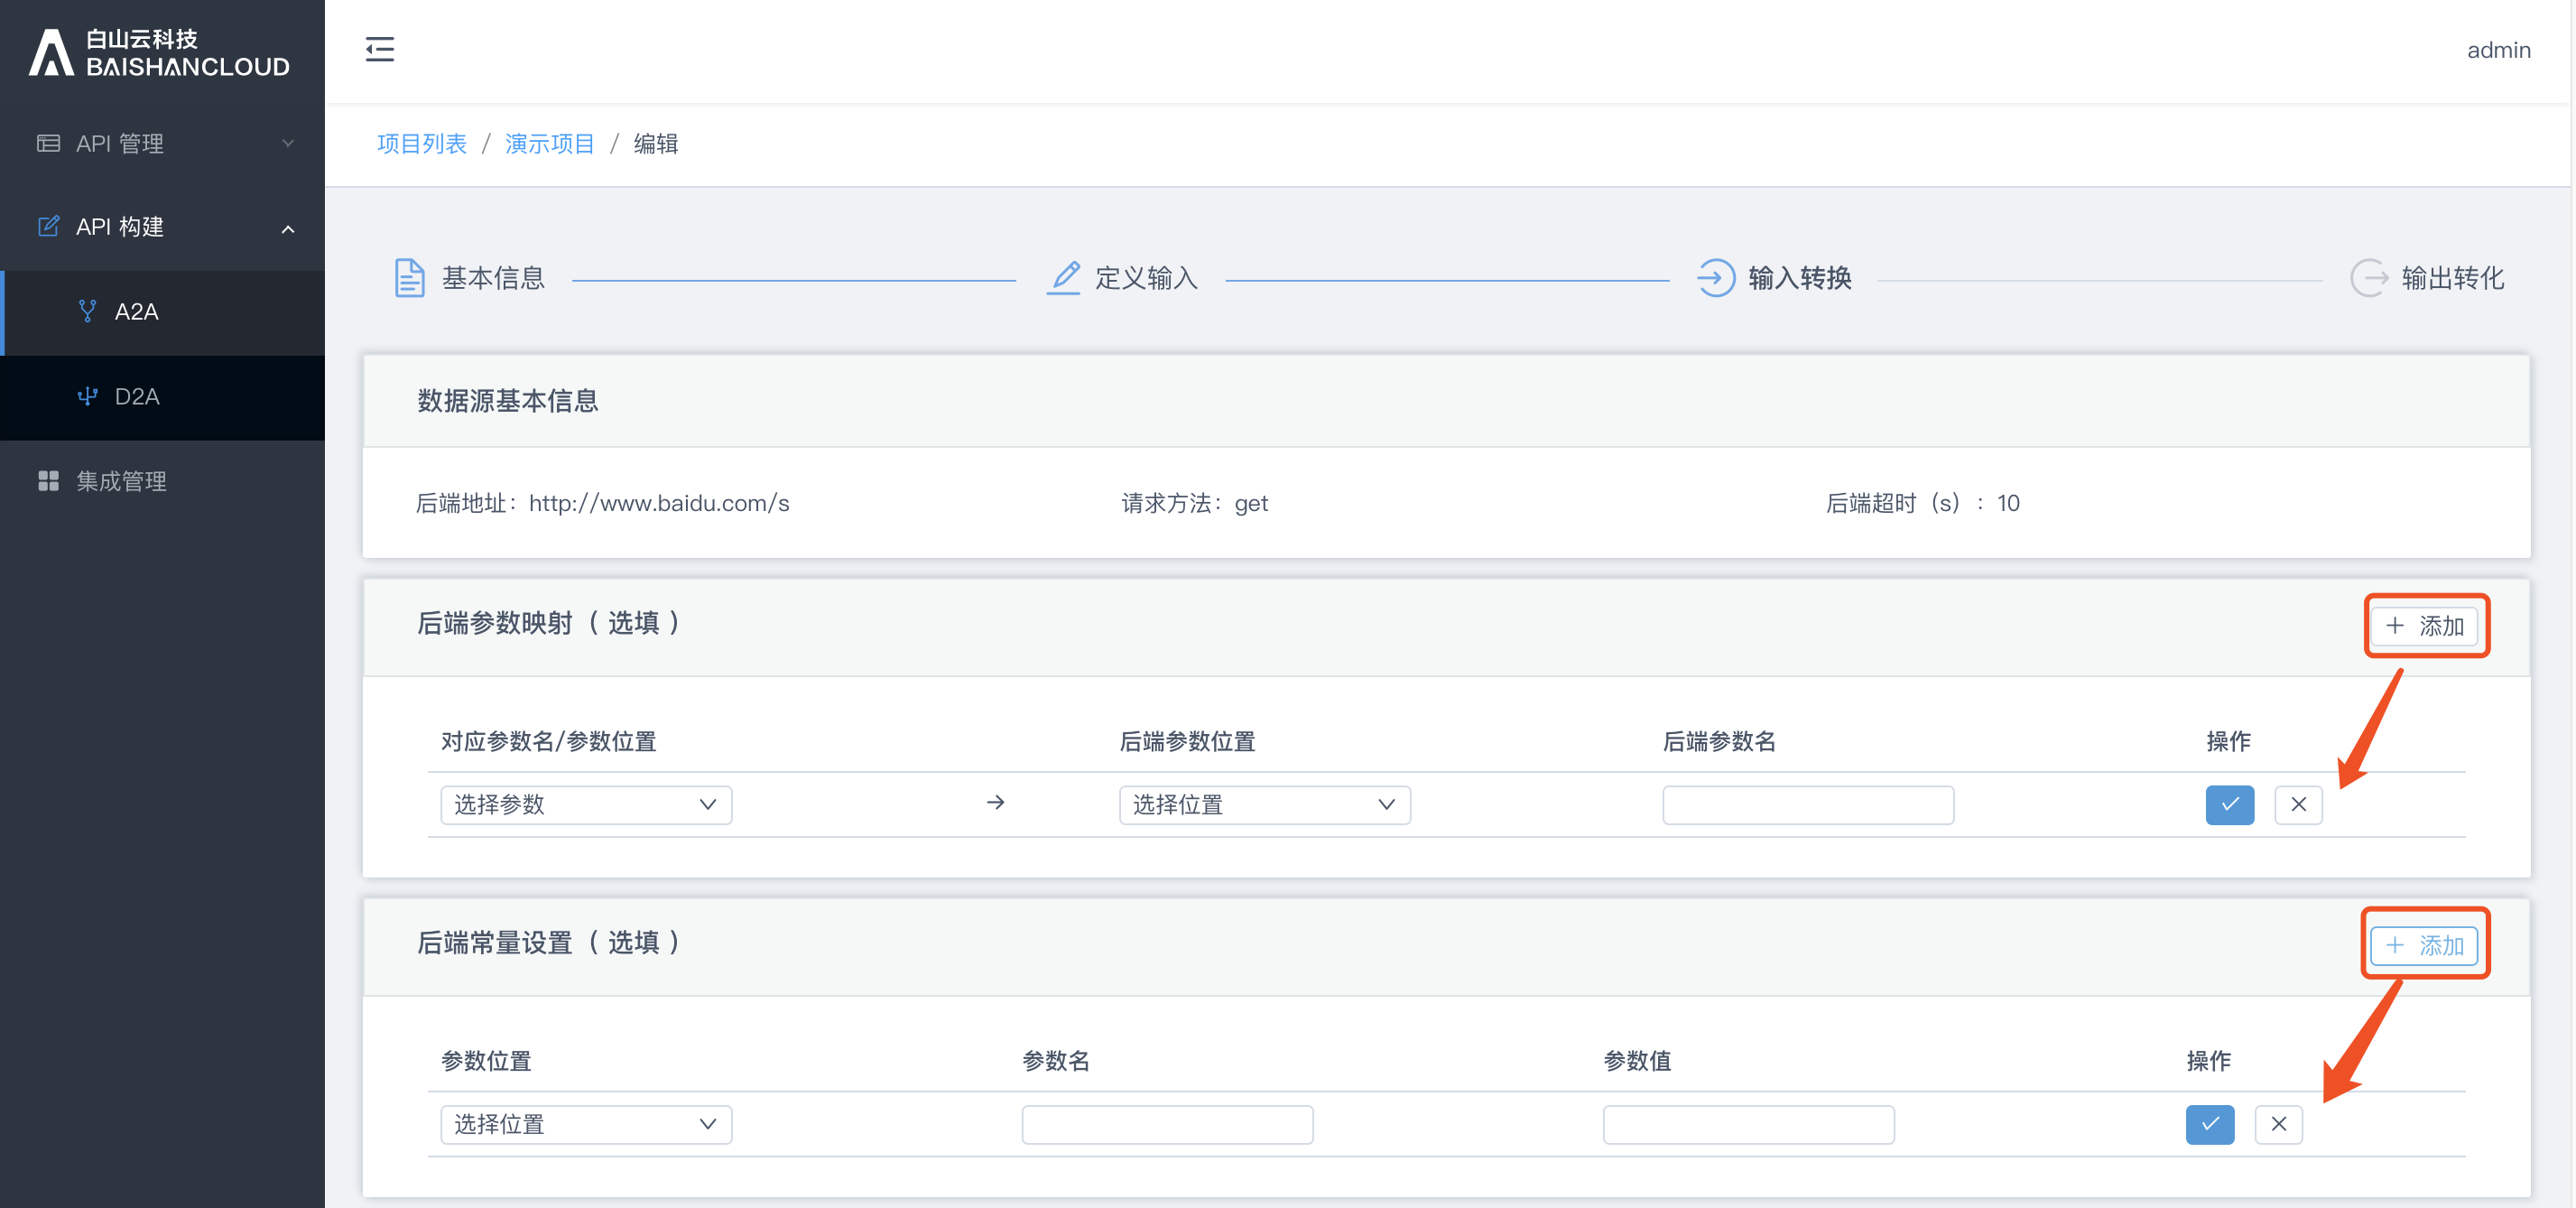 白山云科技
BAISHANCLOUD
admin
API 管理
API 构建
A2A
D2A
集成管理
项目列表 / 演示项目 / 编辑
基本信息
定义输入
输入转换
输出转化
数据源基本信息
后端地址：http://www.baidu.com/s
请求方法：get
后端超时（s）：10
后端参数映射（选填）
+ 添加
对应参数名/参数位置
后端参数位置
后端参数名
操作
选择参数
→
选择位置
后端常量设置（选填）
+ 添加
参数位置
参数名
参数值
操作
选择位置